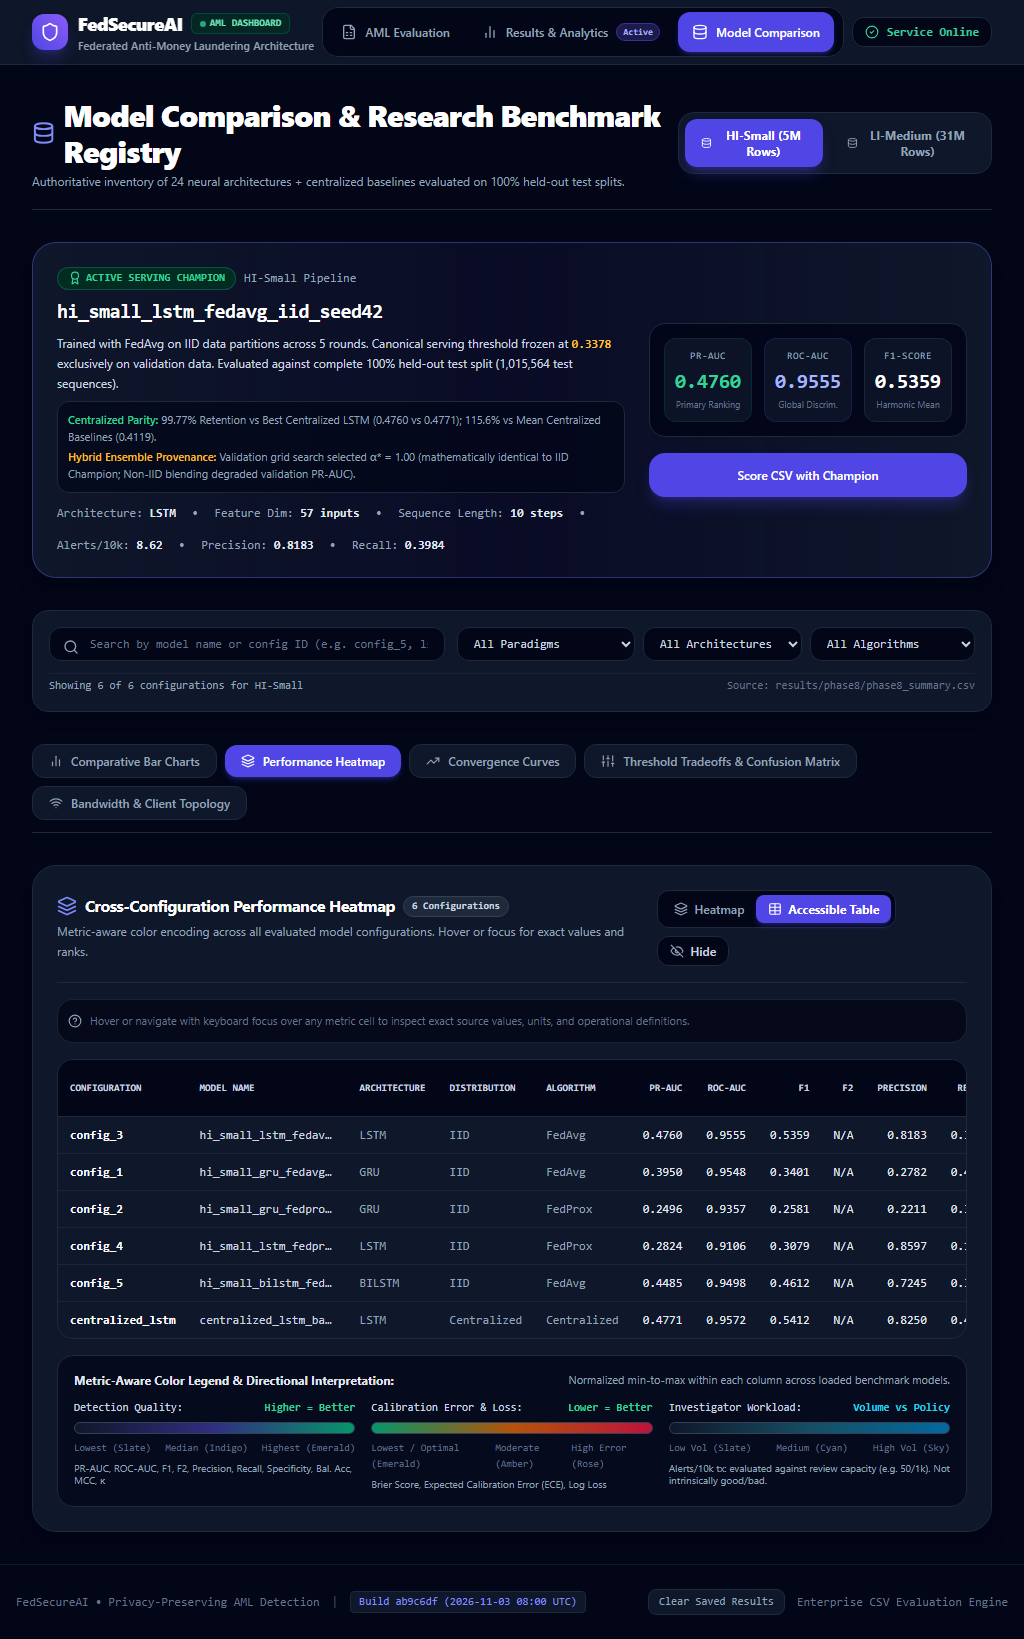 FedSecureAI
AML DASHBOARD
Federated Anti-Money Laundering Architecture
AML Evaluation
Results & Analytics
Active
Model Comparison
Service Online
Model Comparison & Research Benchmark
Registry
Authoritative inventory of 24 neural architectures + centralized baselines evaluated on 100% held-out test splits.
HI-Small (5M
Rows)
LI-Medium (31M
Rows)
ACTIVE SERVING CHAMPION
HI-Small Pipeline
hi_small_lstm_fedavg_iid_seed42
Trained with FedAvg on IID data partitions across 5 rounds. Canonical serving threshold frozen at 0.3378
exclusively on validation data. Evaluated against complete 100% held-out test split (1,015,564 test
sequences).
Centralized Parity: 99.77% Retention vs Best Centralized LSTM (0.4760 vs 0.4771); 115.6% vs Mean Centralized
Baselines (0.4119).
Hybrid Ensemble Provenance: Validation grid search selected α* = 1.00 (mathematically identical to IID
Champion; Non-IID blending degraded validation PR-AUC).
Architecture: LSTM • Feature Dim: 57 inputs • Sequence Length: 10 steps •
Alerts/10k: 8.62 • Precision: 0.8183 • Recall: 0.3984
PR-AUC
0.4760
Primary Ranking
ROC-AUC
0.9555
Global Discrim.
F1-SCORE
0.5359
Harmonic Mean
Score CSV with Champion
Search by model name or config ID (e.g. config_5, l
All Paradigms
All Architectures
All Algorithms
Showing 6 of 6 configurations for HI-Small
Source: results/phase8/phase8_summary.csv
Comparative Bar Charts
Performance Heatmap
Convergence Curves
Threshold Tradeoffs & Confusion Matrix
Bandwidth & Client Topology
Cross-Configuration Performance Heatmap
6 Configurations
Metric-aware color encoding across all evaluated model configurations. Hover or focus for exact values and
ranks.
Heatmap
Accessible Table
Hide
Hover or navigate with keyboard focus over any metric cell to inspect exact source values, units, and operational definitions.
CONFIGURATION MODEL NAME ARCHITECTURE DISTRIBUTION ALGORITHM PR-AUC ROC-AUC F1 F2 PRECISION RE
config_3 hi_small_lstm_fedav… LSTM IID FedAvg 0.4760 0.9555 0.5359 N/A 0.8183 0.
config_1 hi_small_gru_fedavg… GRU IID FedAvg 0.3950 0.9548 0.3401 N/A 0.2782 0.
config_2 hi_small_gru_fedpro… GRU IID FedProx 0.2496 0.9357 0.2581 N/A 0.2211 0.
config_4 hi_small_lstm_fedpr… LSTM IID FedProx 0.2824 0.9106 0.3079 N/A 0.8597 0.
config_5 hi_small_bilstm_fed… BILSTM IID FedAvg 0.4485 0.9498 0.4612 N/A 0.7245 0.
centralized_lstm centralized_lstm_ba… LSTM Centralized Centralized 0.4771 0.9572 0.5412 N/A 0.8250 0.
Metric-Aware Color Legend & Directional Interpretation:
Normalized min-to-max within each column across loaded benchmark models.
Detection Quality: Higher = Better
Lowest (Slate) Median (Indigo) Highest (Emerald)
PR-AUC, ROC-AUC, F1, F2, Precision, Recall, Specificity, Bal. Acc,
MCC, κ
Calibration Error & Loss: Lower = Better
Lowest / Optimal Moderate High Error
(Emerald) (Amber) (Rose)
Brier Score, Expected Calibration Error (ECE), Log Loss
Investigator Workload: Volume vs Policy
Low Vol (Slate) Medium (Cyan) High Vol (Sky)
Alerts/10k tx: evaluated against review capacity (e.g. 50/1k). Not
intrinsically good/bad.
FedSecureAI • Privacy-Preserving AML Detection | Build ab9c6df (2026-11-03 08:00 UTC)
Clear Saved Results
Enterprise CSV Evaluation Engine